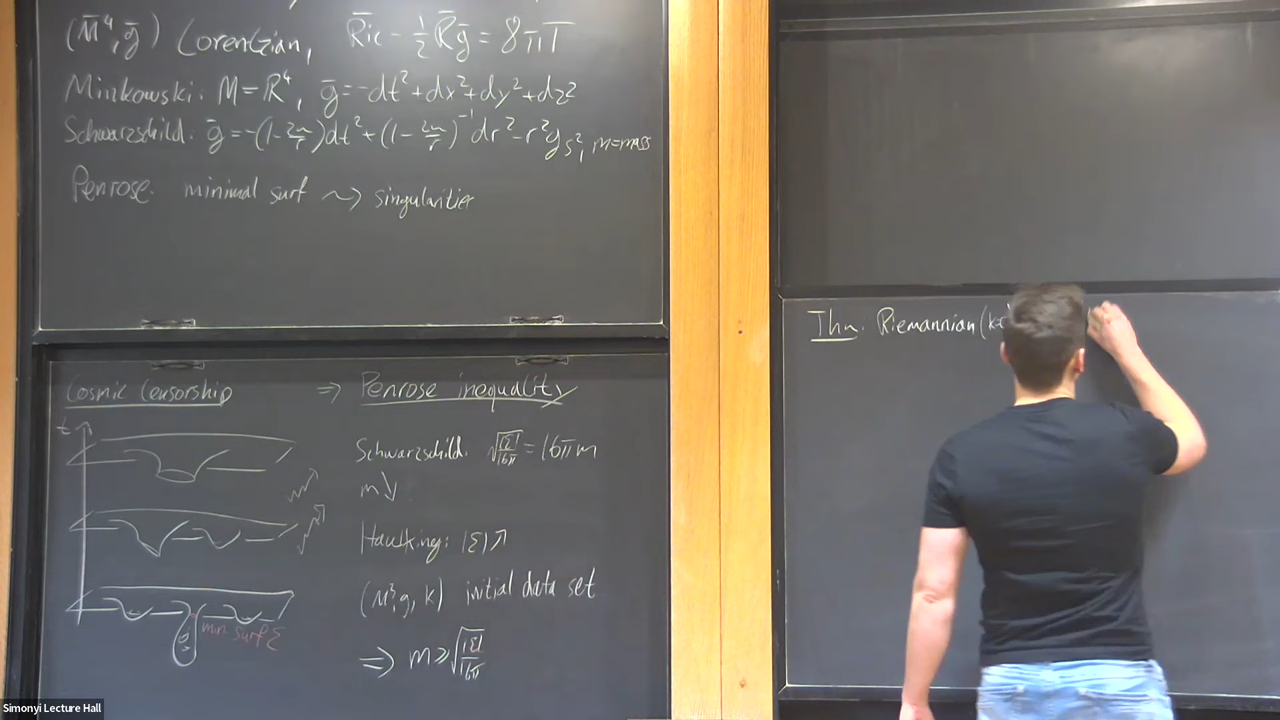 (M̄⁴, ḡ) Lorentzian, R̄ic - ½R̄ḡ = 8πT
Minkowski: M = R⁴, ḡ = -dt² + dx² + dy² + dz²
Schwarzschild: ḡ = -(1-2m/r)dt² + (1-2m/r)⁻¹dr² - r²g_S², m=mass
Penrose: minimal surf ⇝ singularities
Cosmic Censorship ⇒ Penrose inequality
t
min surf Σ
Schwarzschild: √(|Σ|/16π) = 16πm
m↘
Hawking: |Σ|↗
(M³, g, k) initial data set
⇒ m ≥ √(|Σ|/16π)
Thm. Riemannian (k
Simonyi Lecture Hall